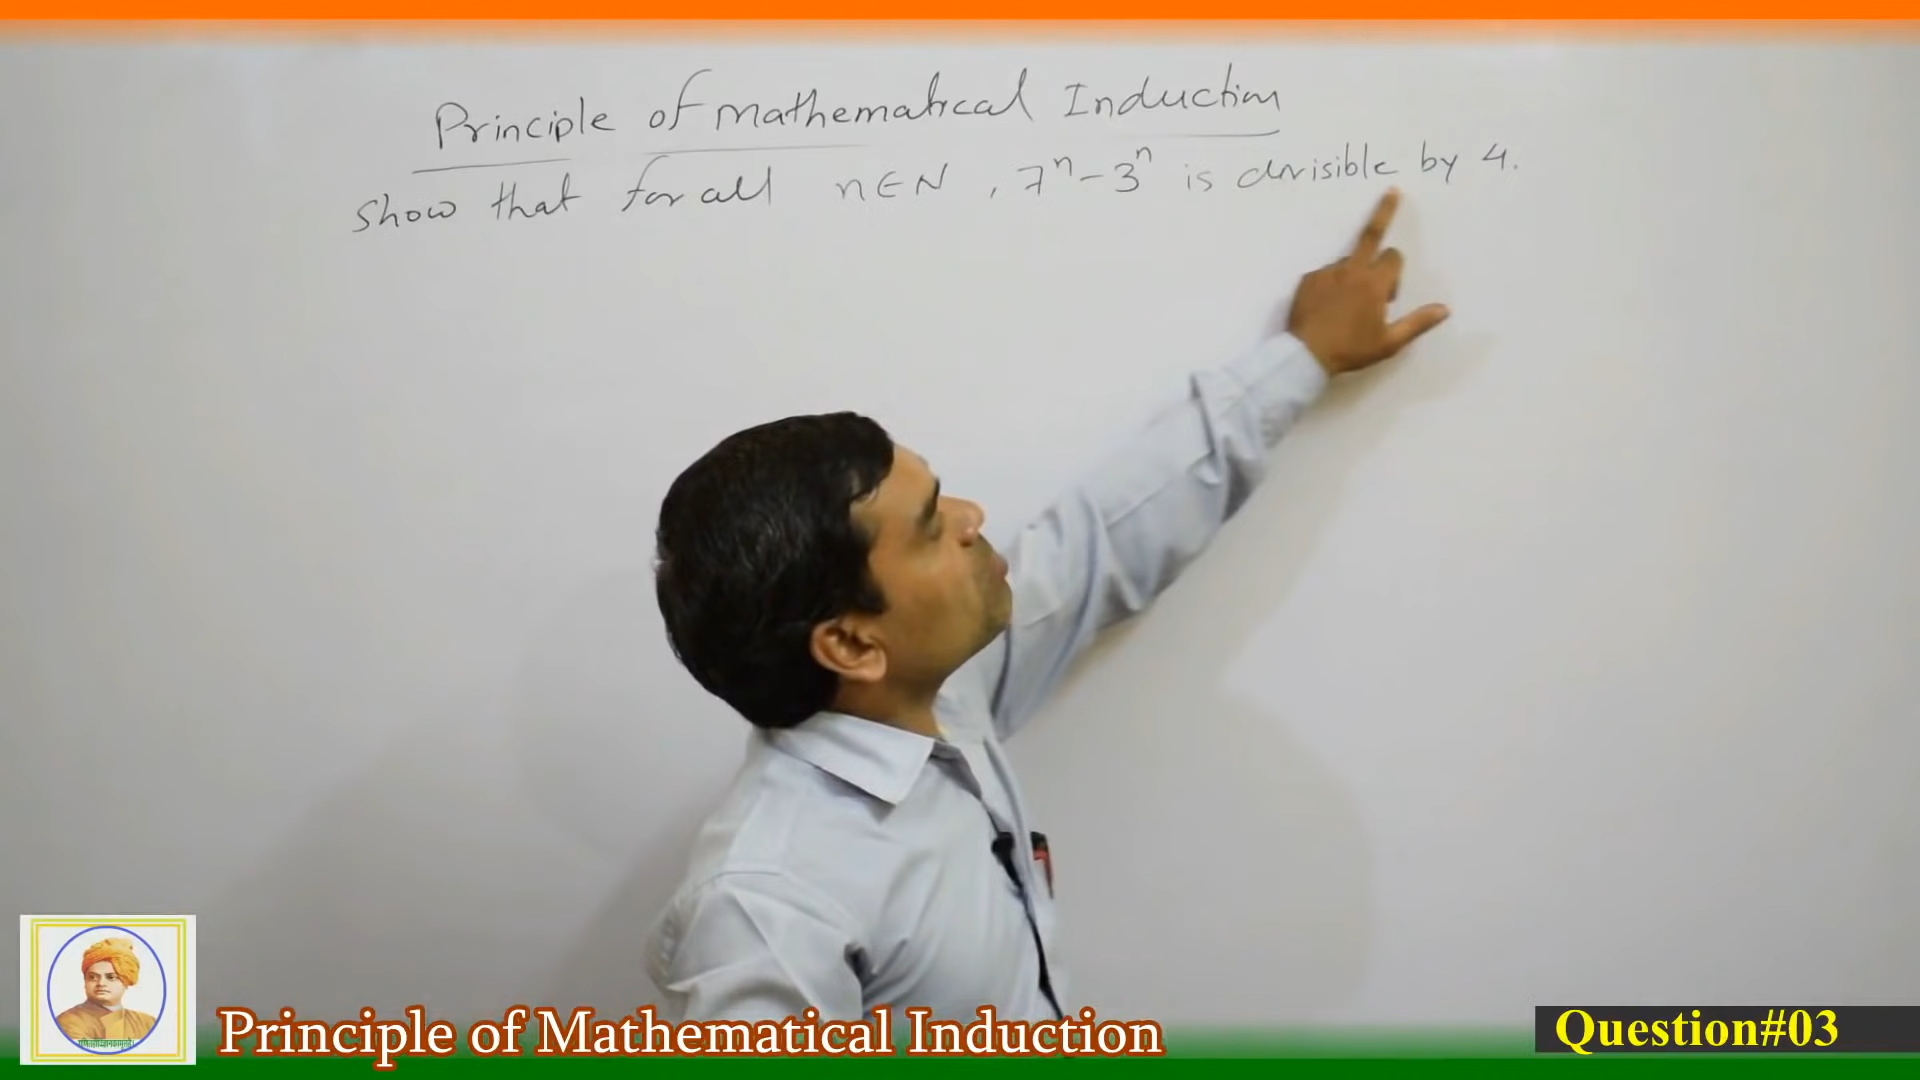 Principle of Mathematical Induction
Show that for all n∈N, 7ⁿ-3ⁿ is divisible by 4.
Principle of Mathematical Induction
Question#03